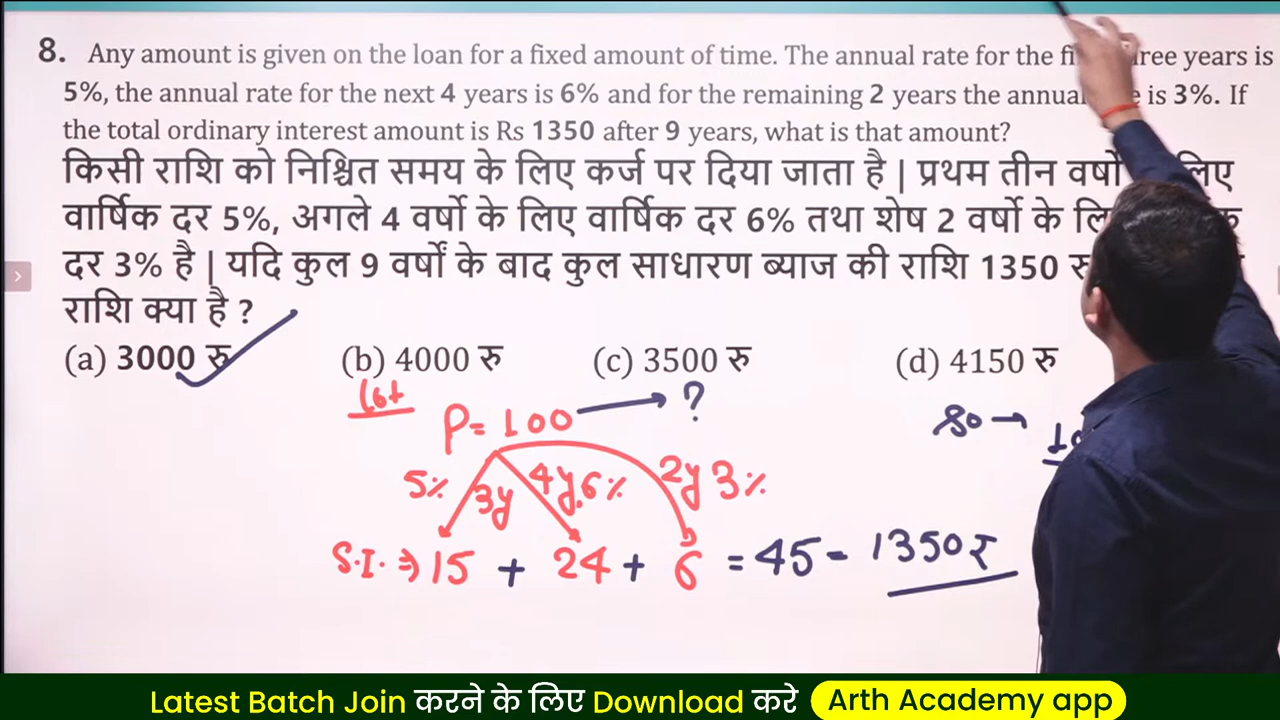 8. Any amount is given on the loan for a fixed amount of time. The annual rate for the years is
5%, the annual rate for the next 4 years is 6% and for the remaining 2 years the annual is 3%. If
the total ordinary interest amount is Rs 1350 after 9 years, what is that amount?
किसी राशि को निश्चित समय के लिए कर्ज पर दिया जाता है | प्रथम तीन वर्षो
वार्षिक दर 5%, अगले 4 वर्षो के लिए वार्षिक दर 6% तथा शेष 2 वर्षो के
दर 3% है | यदि कुल 9 वर्षों के बाद कुल साधारण ब्याज की राशि 1350
राशि क्या है ?
(a) 3000 रु (b) 4000 रु (c) 3500 रु (d) 4150 रु
P = 100 → ?
5% 3y 4y, 6% 2y 3%
S.I. ⇒ 15 + 24 + 6 = 45 - 1350₹
Latest Batch Join करने के लिए Download करे Arth Academy app